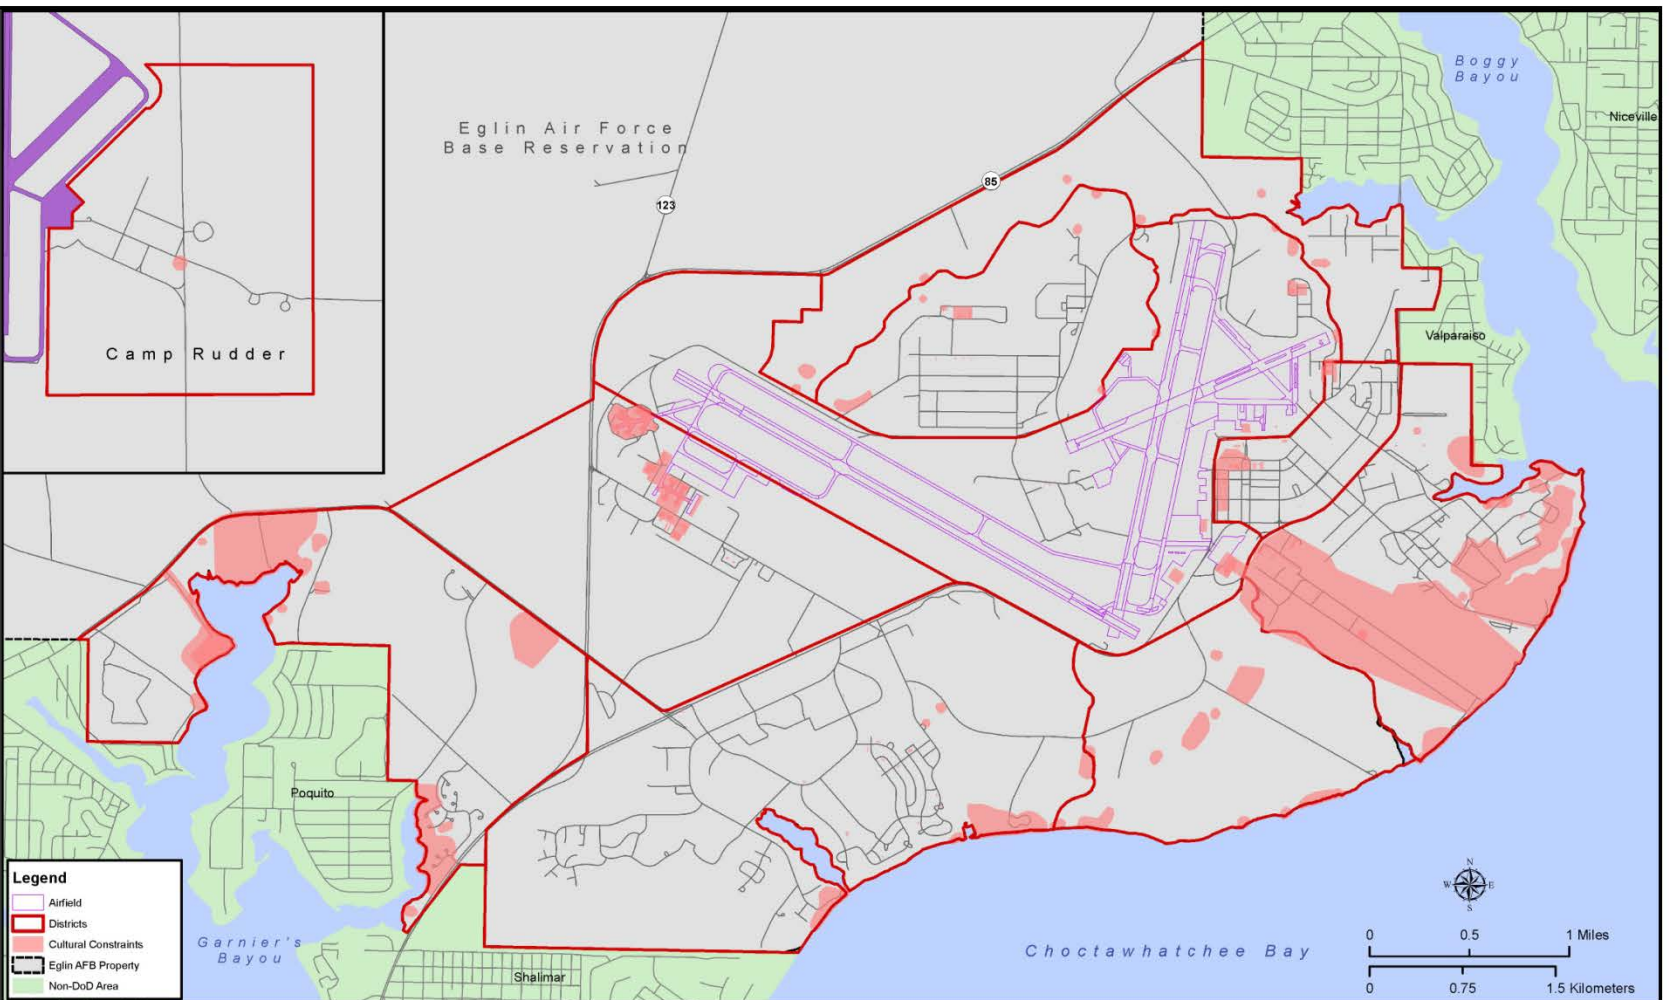 Boggy
Bayou
Niceville
Eglin Air Force
Base Reservation
85
123
Camp Rudder
Valparaiso
Poquito
Legend
Airfield
Districts
Cultural Constraints
Eglin AFB Property
Non-DoD Area
Garnier's
Bayou
Shalimar
Choctawhatchee Bay
N
W E
S
0 0.5 1 Miles
0 0.75 1.5 Kilometers